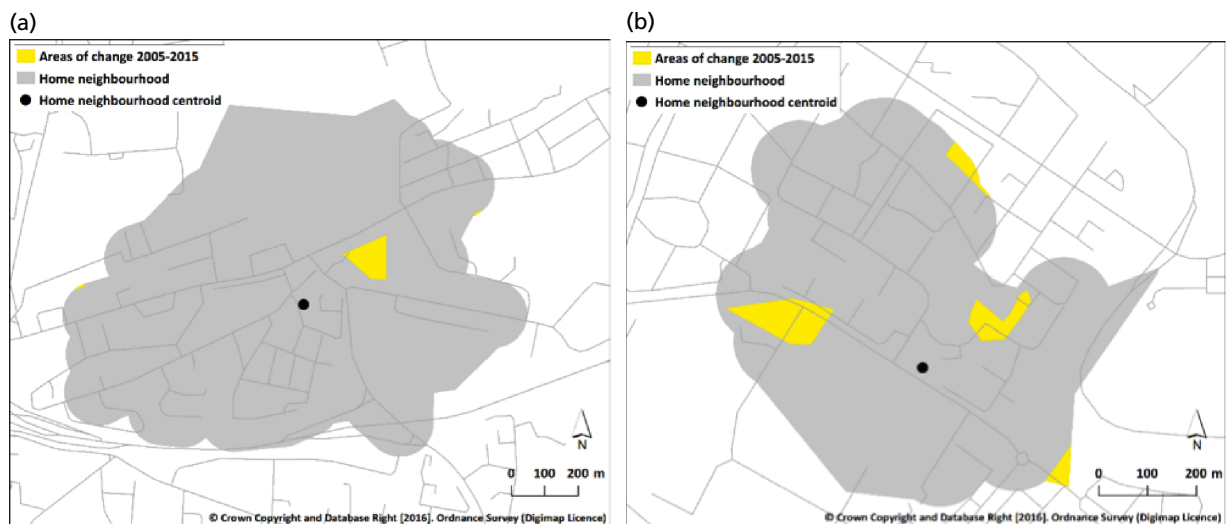 (a)
Areas of change 2005-2015
Home neighbourhood
Home neighbourhood centroid
N
0 100 200 m
© Crown Copyright and Database Right [2016]. Ordnance Survey (Digimap Licence)
(b)
Areas of change 2005-2015
Home neighbourhood
Home neighbourhood centroid
N
0 100 200 m
© Crown Copyright and Database Right [2016]. Ordnance Survey (Digimap Licence)